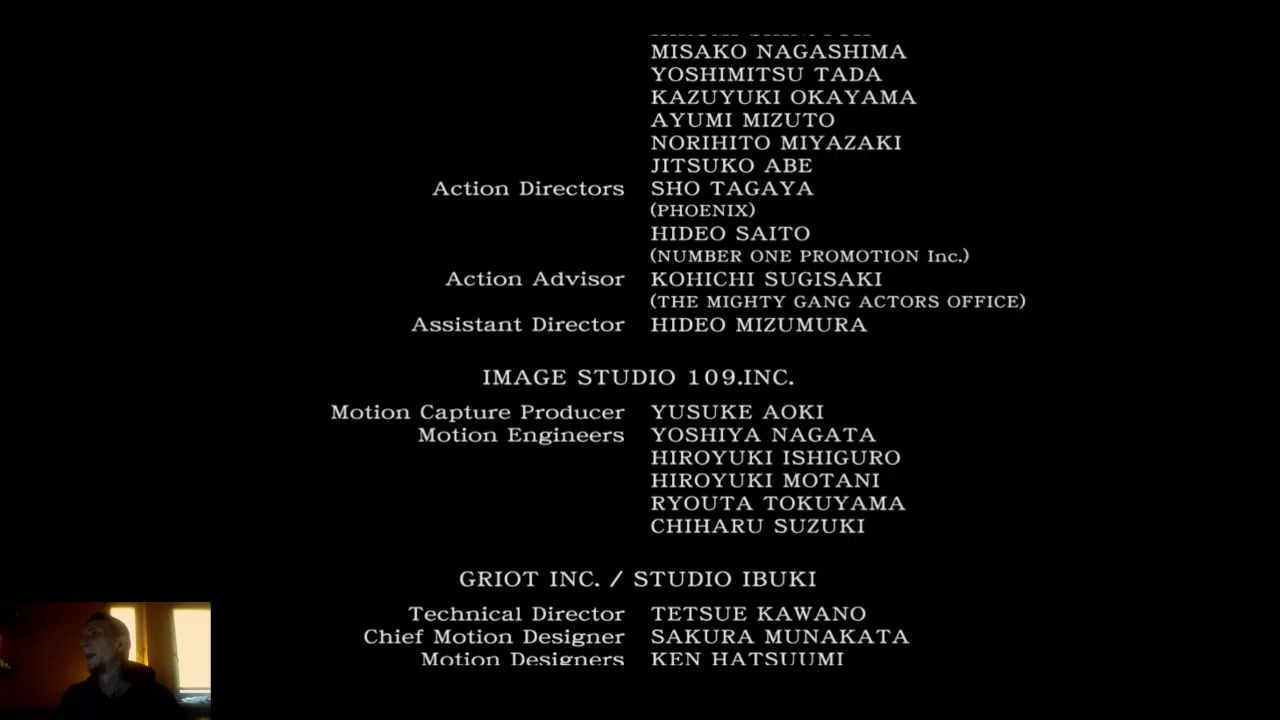 MISAKO NAGASHIMA
YOSHIMITSU TADA
KAZUYUKI OKAYAMA
AYUMI MIZUTO
NORIHITO MIYAZAKI
JITSUKO ABE
Action Directors SHO TAGAYA
(PHOENIX)
HIDEO SAITO
(NUMBER ONE PROMOTION Inc.)
Action Advisor KOHICHI SUGISAKI
(THE MIGHTY GANG ACTORS OFFICE)
Assistant Director HIDEO MIZUMURA
IMAGE STUDIO 109.INC.
Motion Capture Producer YUSUKE AOKI
Motion Engineers YOSHIYA NAGATA
HIROYUKI ISHIGURO
HIROYUKI MOTANI
RYOUTA TOKUYAMA
CHIHARU SUZUKI
GRIOT INC. / STUDIO IBUKI
Technical Director TETSUE KAWANO
Chief Motion Designer SAKURA MUNAKATA
Motion Designers KEN HATSUUMI